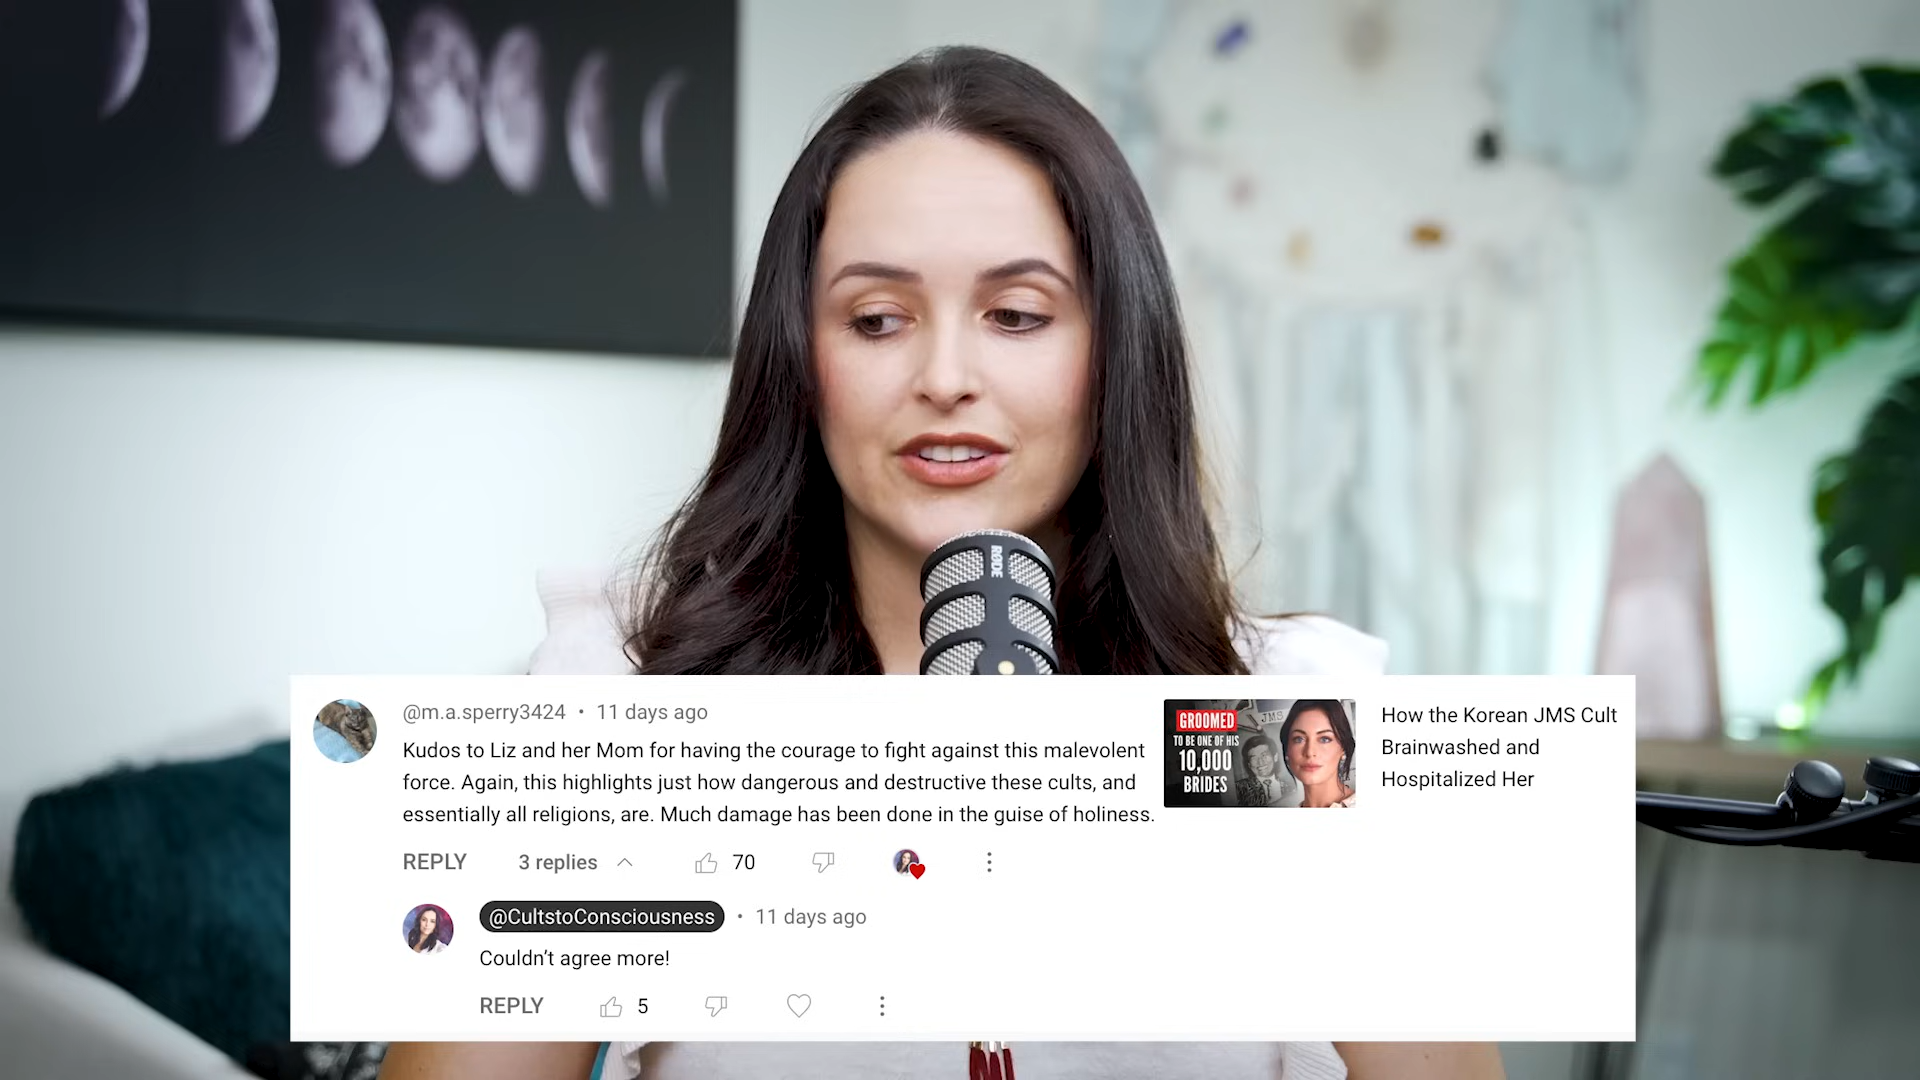 RØDE
@m.a.sperry3424 • 11 days ago
Kudos to Liz and her Mom for having the courage to fight against this malevolent
force. Again, this highlights just how dangerous and destructive these cults, and
essentially all religions, are. Much damage has been done in the guise of holiness.
REPLY 3 replies 70
GROOMED
TO BE ONE OF HIS
10,000
BRIDES
JMS
How the Korean JMS Cult
Brainwashed and
Hospitalized Her
@CultstoConsciousness • 11 days ago
Couldn't agree more!
REPLY 5